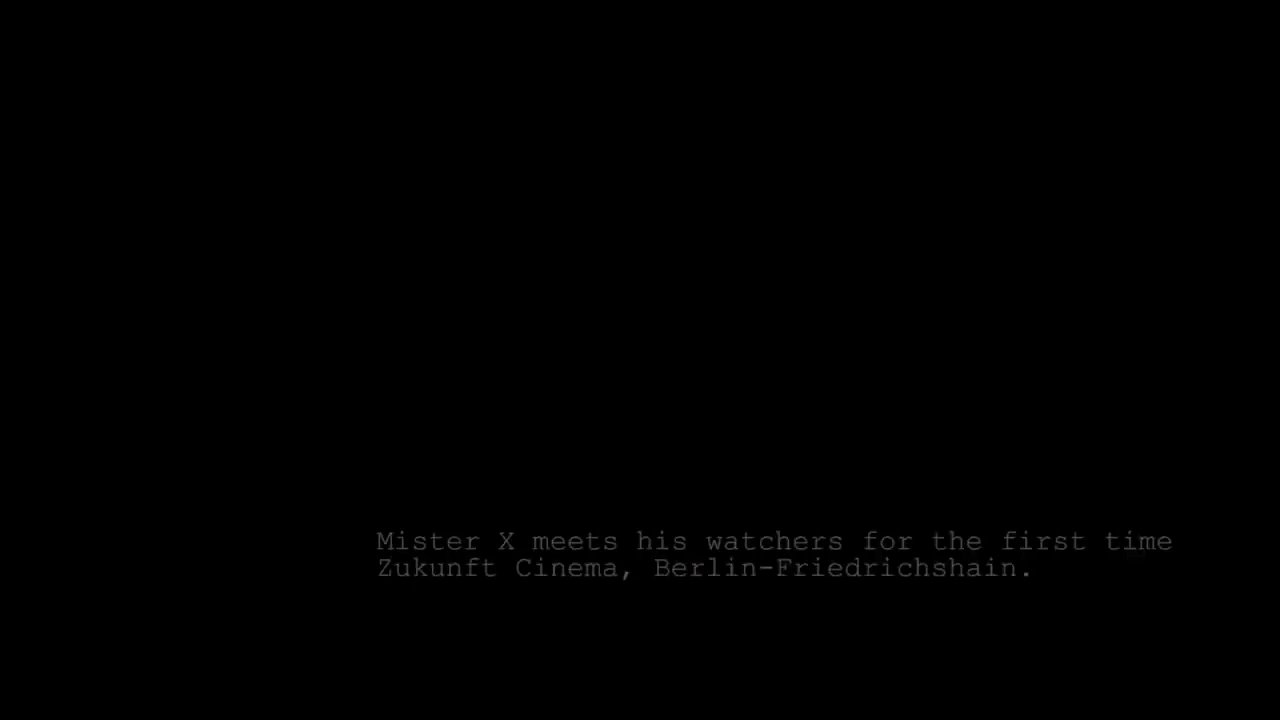 Mister X meets his watchers for the first time
Zukunft Cinema, Berlin-Friedrichshain.